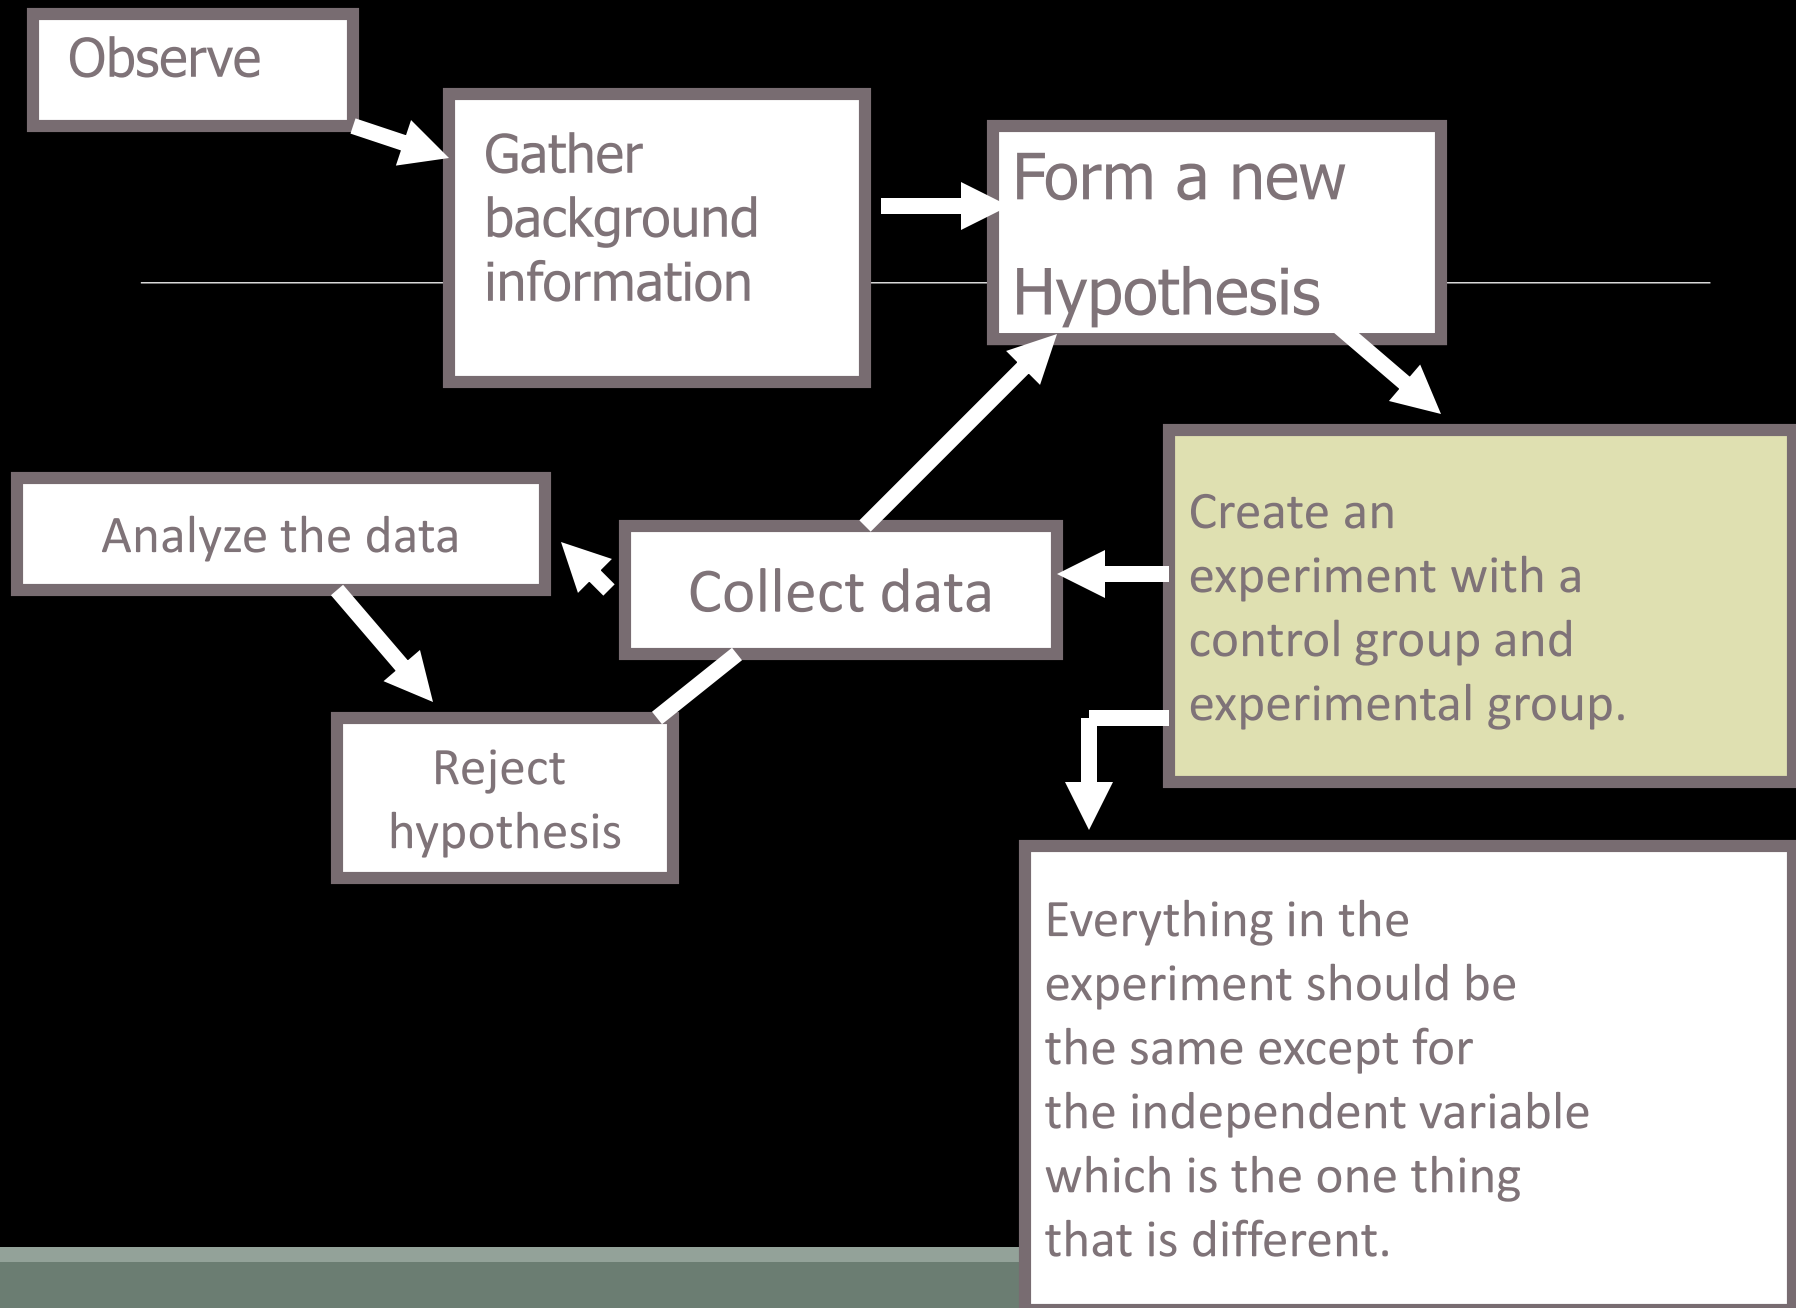 Observe
Gather
background
information
Form a new
Hypothesis
Create an
experiment with a
control group and
experimental group.
Analyze the data
Collect data
Reject
hypothesis
Everything in the
experiment should be
the same except for
the independent variable
which is the one thing
that is different.